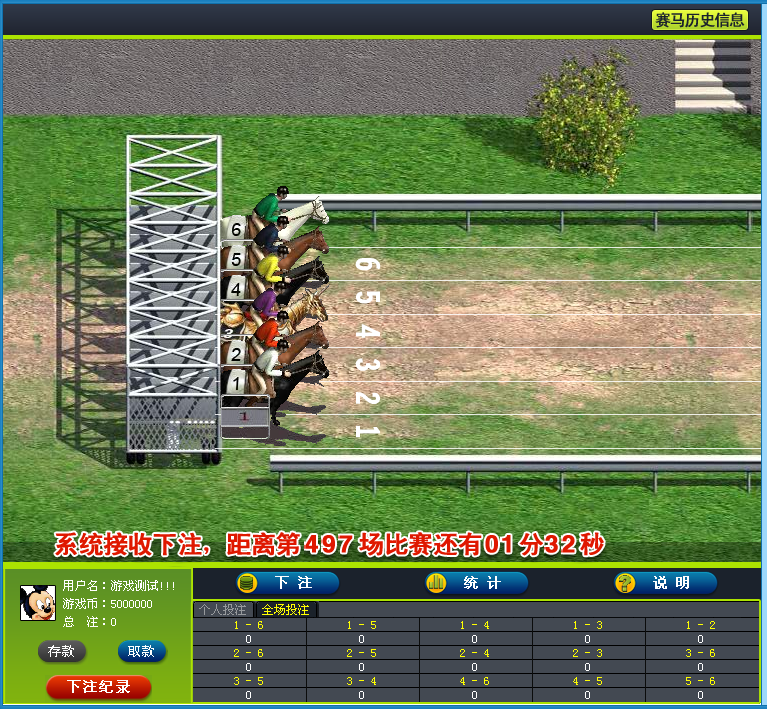 赛马历史信息
6
5
4
3
2
1
1
6
5
4
3
2
1
系统接收下注，距离第497场比赛还有01分32秒
用户名：游戏测试!!!
游戏币：5000000
总 注：0
存款 取款
下注纪录
下 注 统 计 说 明
个人投注 全场投注
1 - 6 1 - 5 1 - 4 1 - 3 1 - 2
0 0 0 0 0
2 - 6 2 - 5 2 - 4 2 - 3 3 - 6
0 0 0 0 0
3 - 5 3 - 4 4 - 6 4 - 5 5 - 6
0 0 0 0 0